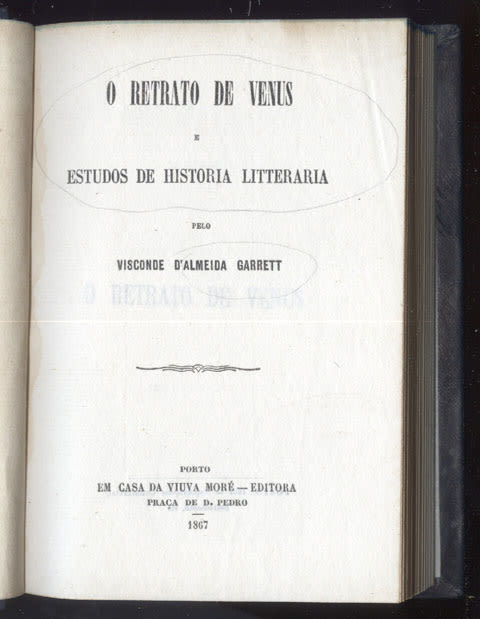 O RETRATO DE VENUS
E
ESTUDOS DE HISTORIA LITTERARIA
PELO
VISCONDE D'ALMEIDA GARRETT
O RETRATO DE VENUS
PORTO
EM CASA DA VIUVA MORÉ — EDITORA
PRAÇA DE D. PEDRO
1867